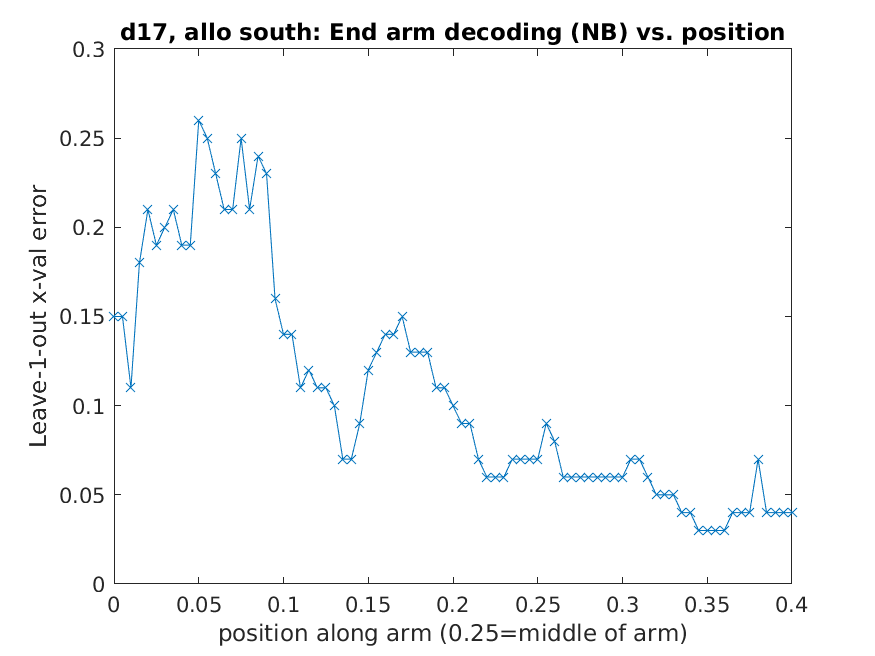 d17, allo south: End arm decoding (NB) vs. position
0.3
0.25
0.2
0.15
0.1
0.05
0
Leave-1-out x-val error
0 0.05 0.1 0.15 0.2 0.25 0.3 0.35 0.4
position along arm (0.25=middle of arm)